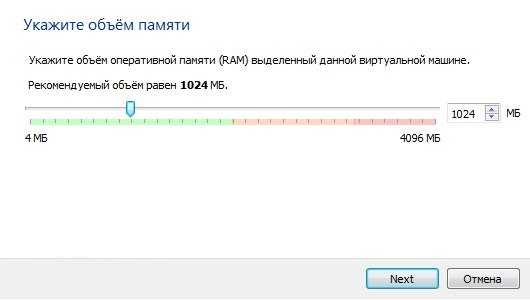 Укажите объём памяти
Укажите объём оперативной памяти (RAM) выделенный данной виртуальной машине.
Рекомендуемый объём равен 1024 МБ.
1024 МБ
4 МБ 4096 МБ
Next Отмена